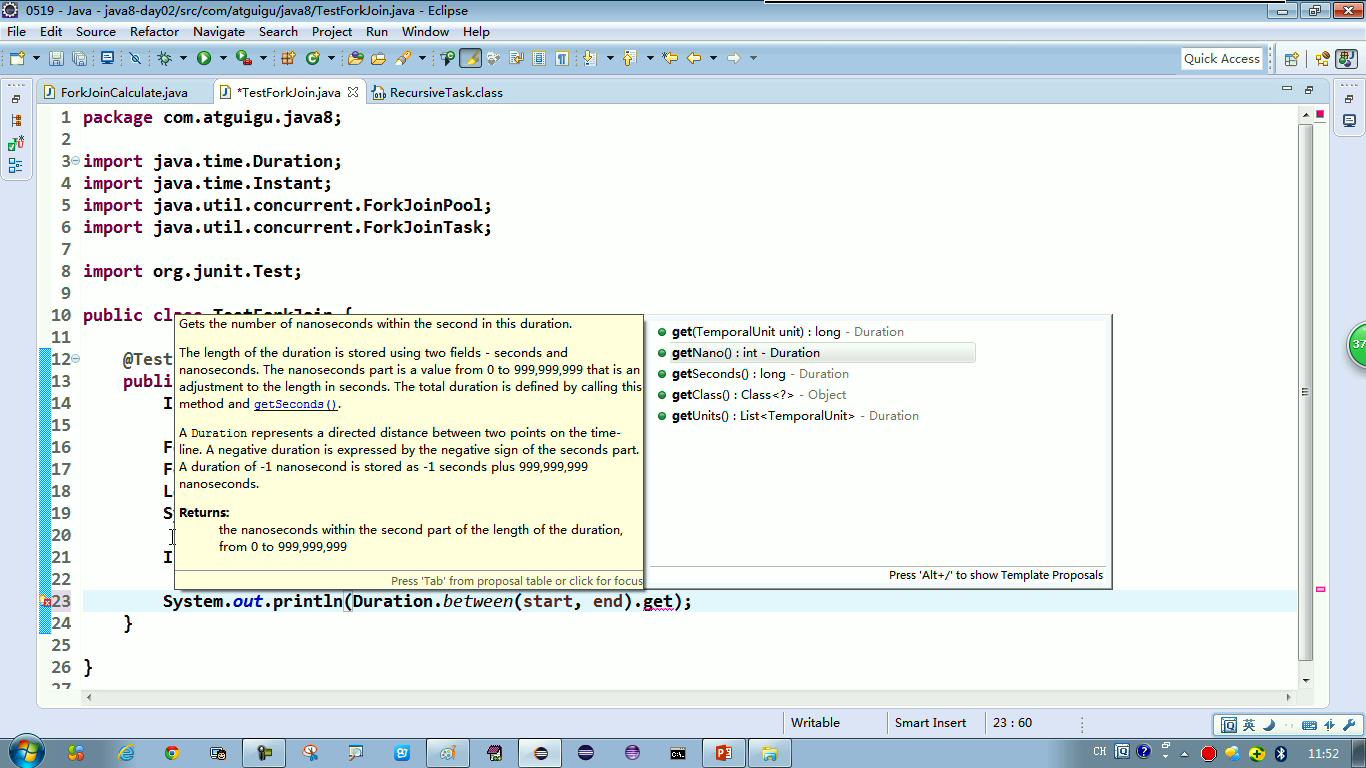 0519 - Java - java8-day02/src/com/atguigu/java8/TestForkJoin.java - Eclipse
File Edit Source Refactor Navigate Search Project Run Window Help
Quick Access
ForkJoinCalculate.java *TestForkJoin.java RecursiveTask.class
1 package com.atguigu.java8;
2
3 import java.time.Duration;
4 import java.time.Instant;
5 import java.util.concurrent.ForkJoinPool;
6 import java.util.concurrent.ForkJoinTask;
7
8 import org.junit.Test;
9
10 public class TestForkJoin {
11
12 @Test
13 publi
14 I
15
16 F
17 F
18 L
19 S
20
21 I
22
23 System.out.println(Duration.between(start, end).get);
24 }
25
26 }
27
Gets the number of nanoseconds within the second in this duration.
The length of the duration is stored using two fields - seconds and
nanoseconds. The nanoseconds part is a value from 0 to 999,999,999 that is an
adjustment to the length in seconds. The total duration is defined by calling this
method and getSeconds().
A Duration represents a directed distance between two points on the time-
line. A negative duration is expressed by the negative sign of the seconds part.
A duration of -1 nanosecond is stored as -1 seconds plus 999,999,999
nanoseconds.
Returns:
the nanoseconds within the second part of the length of the duration,
from 0 to 999,999,999
Press 'Tab' from proposal table or click for focus
get(TemporalUnit unit) : long - Duration
getNano() : int - Duration
getSeconds() : long - Duration
getClass() : Class<?> - Object
getUnits() : List<TemporalUnit> - Duration
Press 'Alt+/' to show Template Proposals
37
Writable Smart Insert 23 : 60
英
CH 11:52